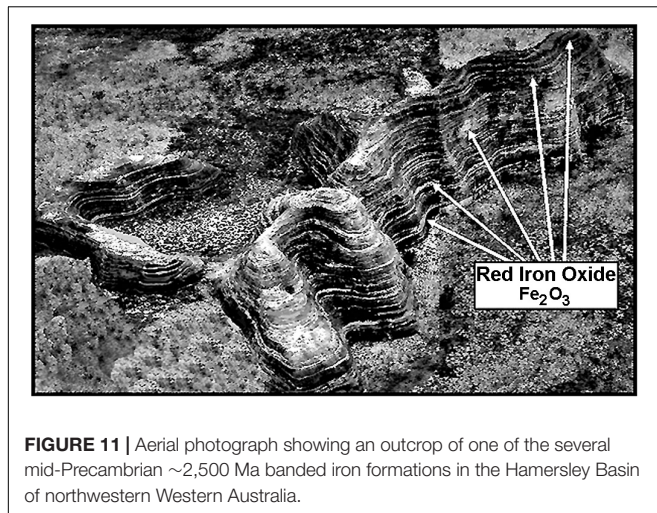 Red Iron Oxide
Fe₂O₃
FIGURE 11 | Aerial photograph showing an outcrop of one of the several
mid-Precambrian ~2,500 Ma banded iron formations in the Hamersley Basin
of northwestern Western Australia.